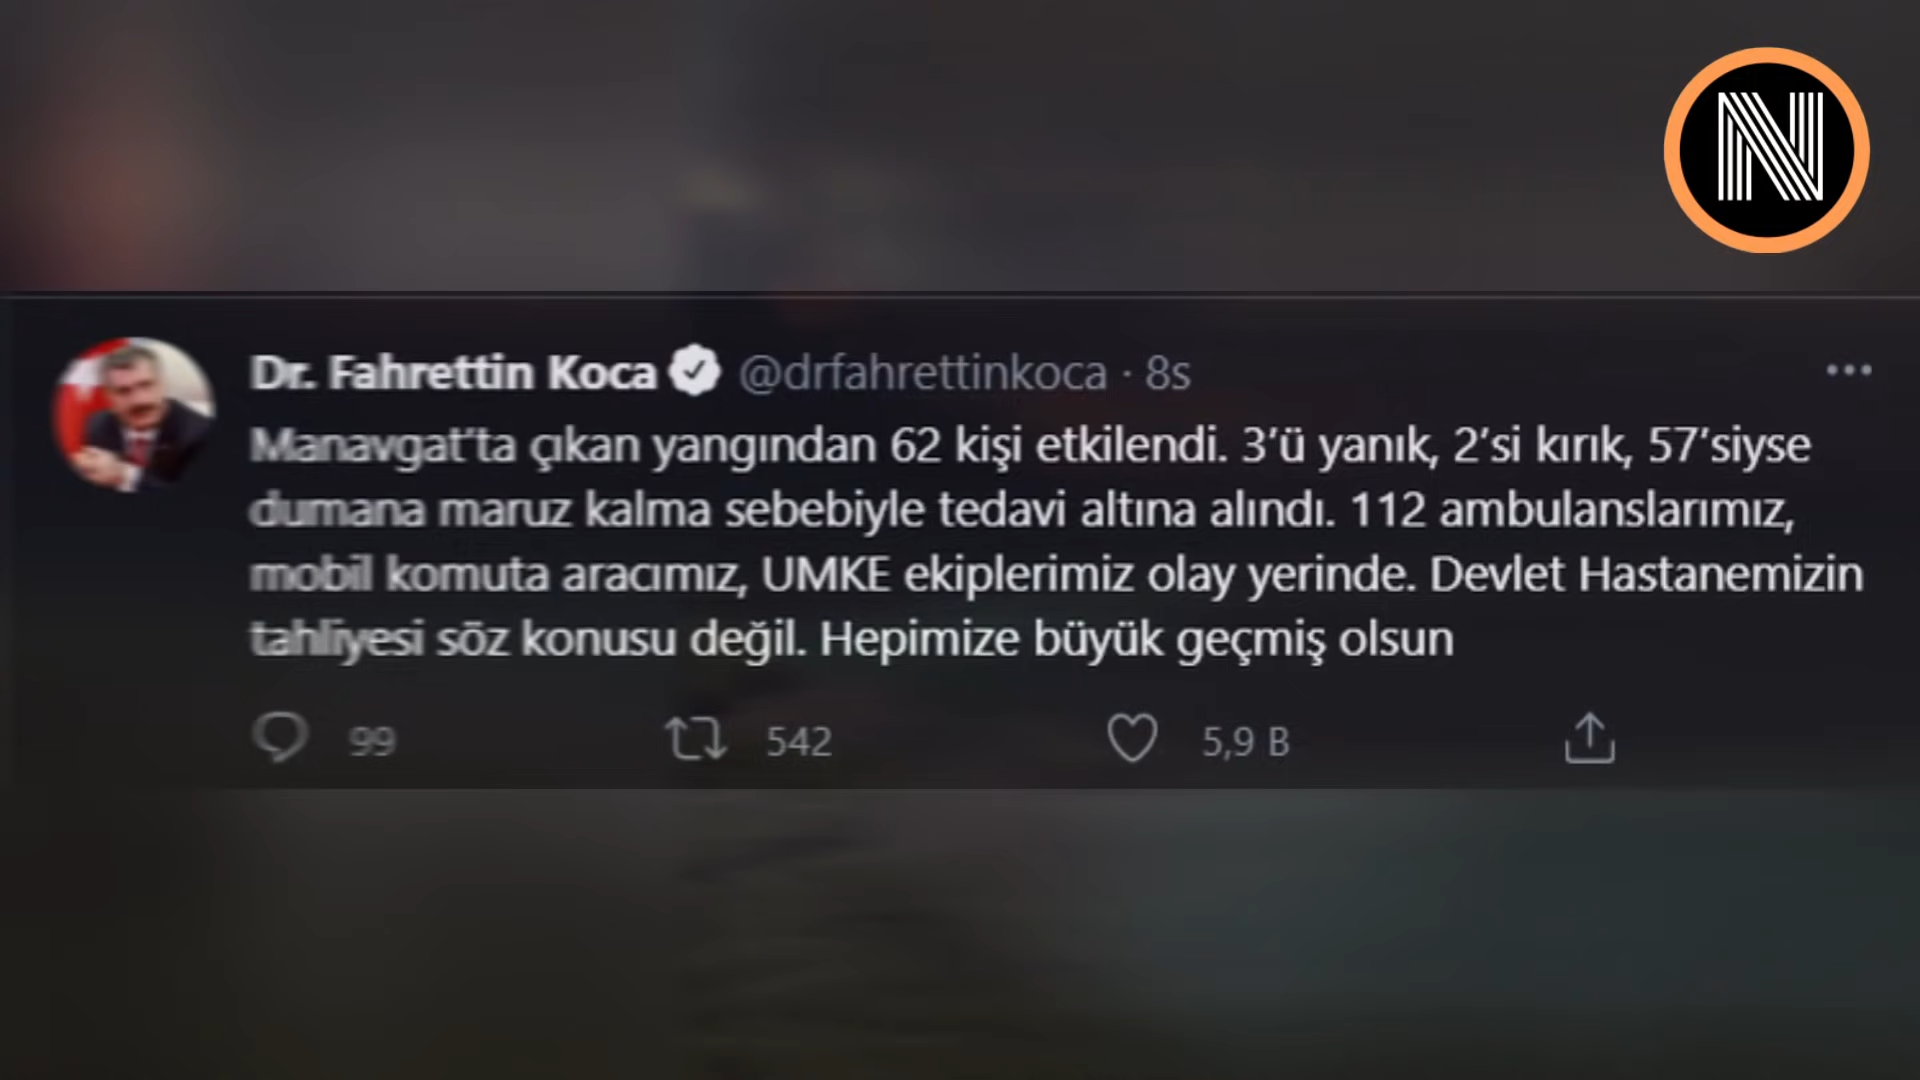 N
Dr. Fahrettin Koca @drfahrettinkoca · 8s
Manavgat'ta çıkan yangından 62 kişi etkilendi. 3'ü yanık, 2'si kırık, 57'siyse
dumana maruz kalma sebebiyle tedavi altına alındı. 112 ambulanslarımız,
mobil komuta aracımız, UMKE ekiplerimiz olay yerinde. Devlet Hastanemizin
tahliyesi söz konusu değil. Hepimize büyük geçmiş olsun
99 542 5,9 B